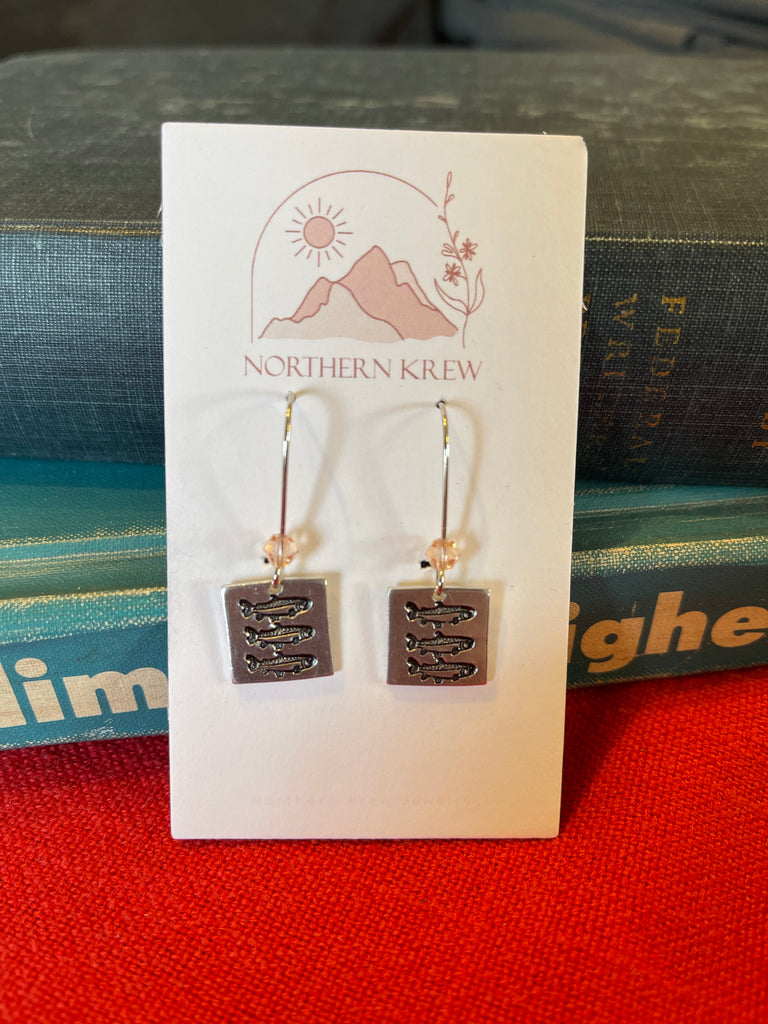 NORTHERN KREW
FEDERAL
lim
ighe
Northern Krew Jewelry